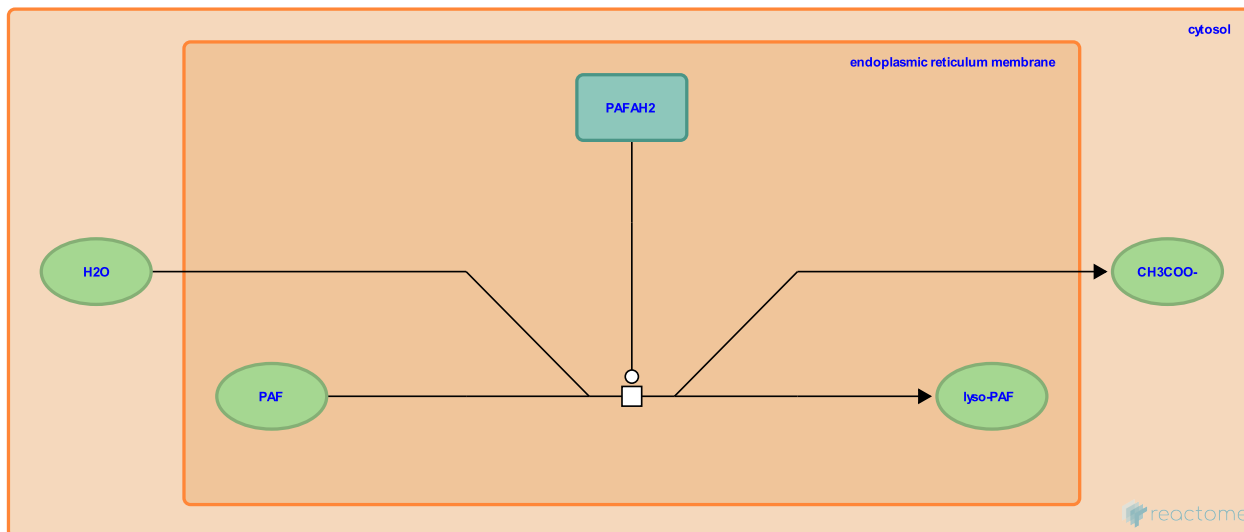 cytosol
endoplasmic reticulum membrane
PAFAH2
H2O
CH3COO-
PAF
lyso-PAF
reactome